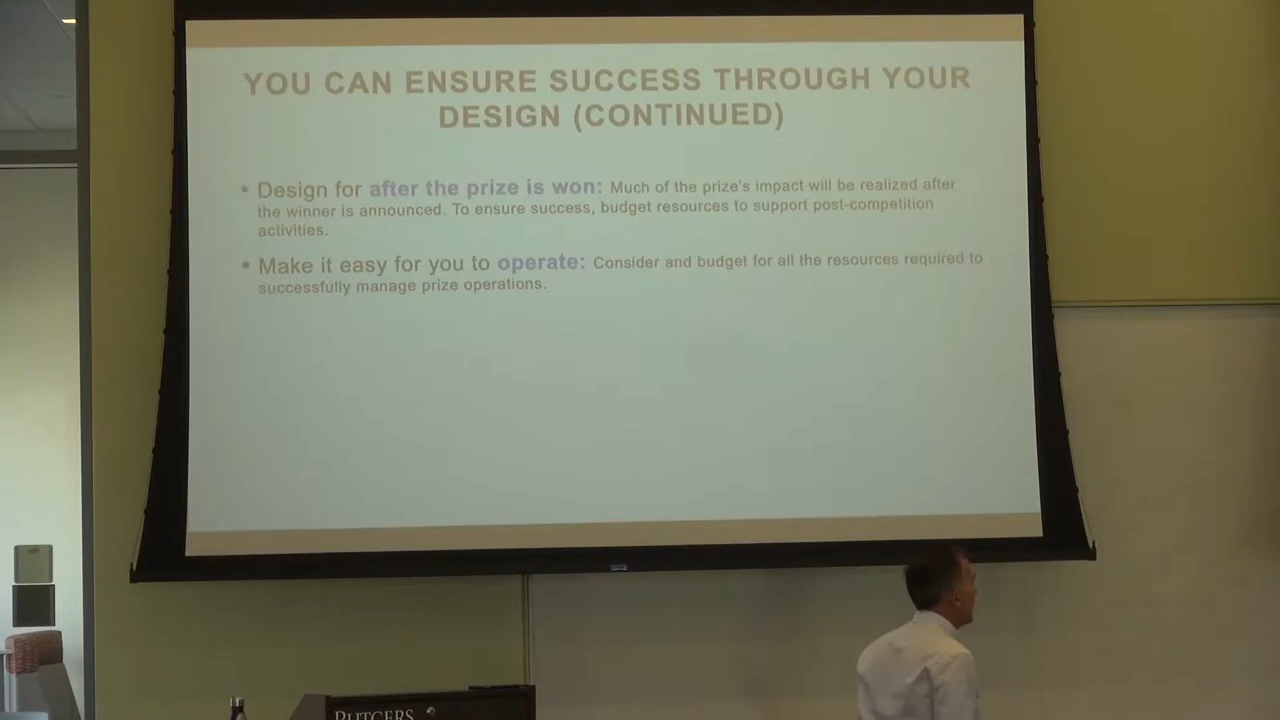 YOU CAN ENSURE SUCCESS THROUGH YOUR
DESIGN (CONTINUED)
• Design for after the prize is won: Much of the prize's impact will be realized after
the winner is announced. To ensure success, budget resources to support post-competition
activities.
• Make it easy for you to operate: Consider and budget for all the resources required to
successfully manage prize operations.
RUTGERS